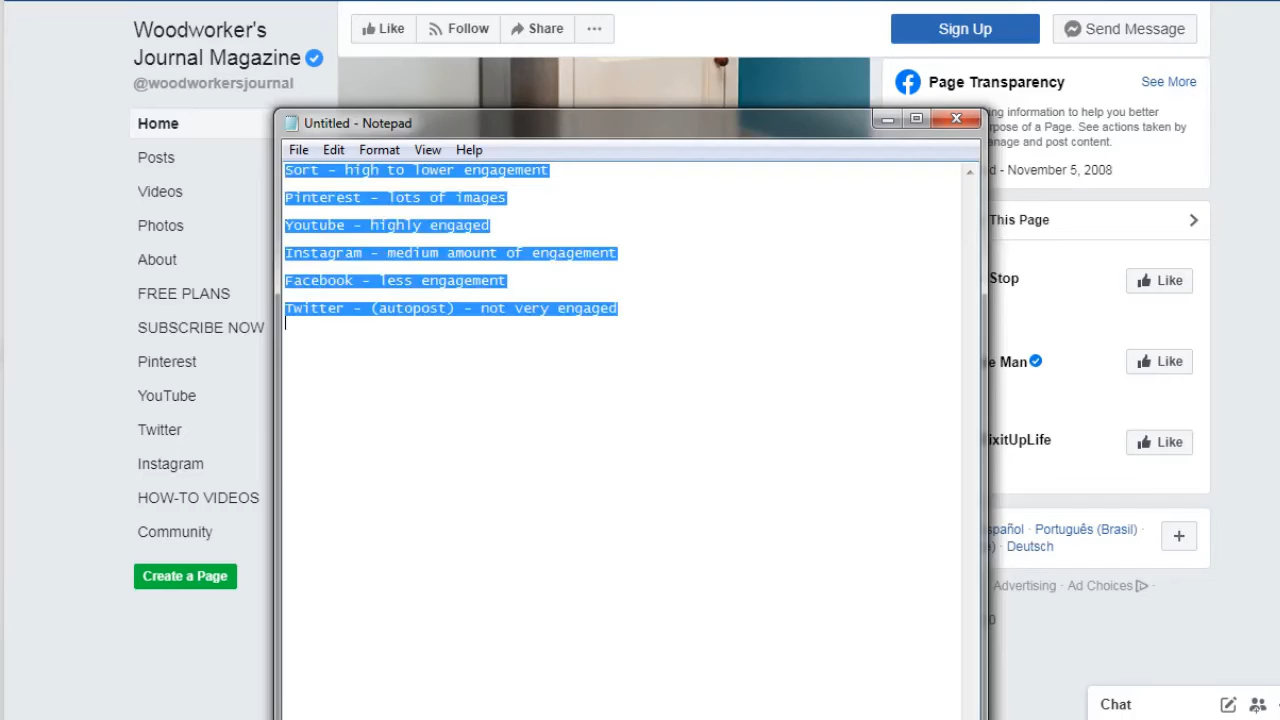 Woodworker's
Journal Magazine
@woodworkersjournal
Like
Follow
Share
Sign Up
Send Message
Home
Posts
Videos
Photos
About
FREE PLANS
SUBSCRIBE NOW
Pinterest
YouTube
Twitter
Instagram
HOW-TO VIDEOS
Community
Create a Page
Untitled - Notepad
File Edit Format View Help
Sort - high to lower engagement
Pinterest - lots of images
Youtube - highly engaged
Instagram - medium amount of engagement
Facebook - less engagement
Twitter - (autopost) - not very engaged
Page Transparency
See More
ing information to help you better
rpose of a Page. See actions taken by
nage and post content.
d - November 5, 2008
This Page
Stop
Like
e Man
Like
ixitUpLife
Like
spañol · Português (Brasil) ·
) · Deutsch
Advertising · Ad Choices ·
0
Chat